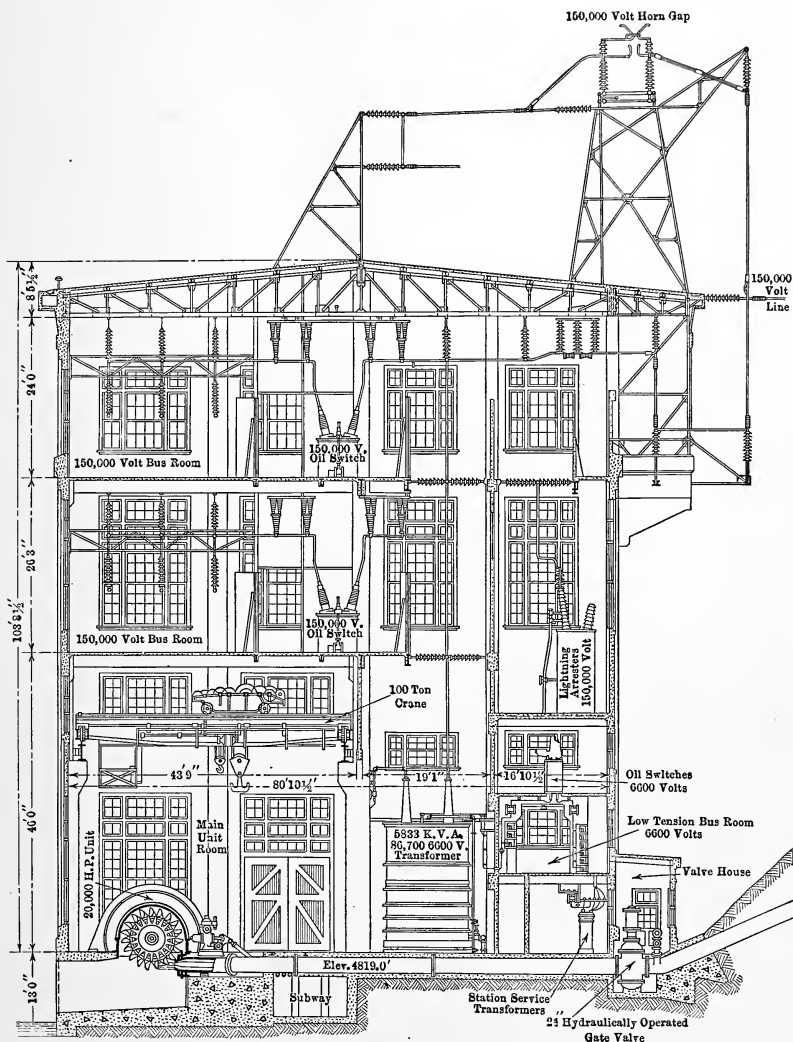 150,000 Volt Horn Gap
150,000
Volt
Line
8'5½"
24'0"
150,000 Volt Bus Room
150,000 V.
Oil Switch
26'3"
103'8½"
150,000 Volt Bus Room
150,000 V.
Oil Switch
Lightning
Arresters
150,000 Volt
100 Ton
Crane
43'9"
19'1"
16'10½"
80'10½"
Oil Switches
6600 Volts
46'0"
Main
Unit
Room
5833 K.V.A.
86,700 6600 V.
Transformer
Low Tension Bus Room
6600 Volts
20,000 H.P. Unit
Valve House
Elev. 4819.0'
13'0"
Subway
Station Service
Transformers
24" Hydraulically Operated
Gate Valve